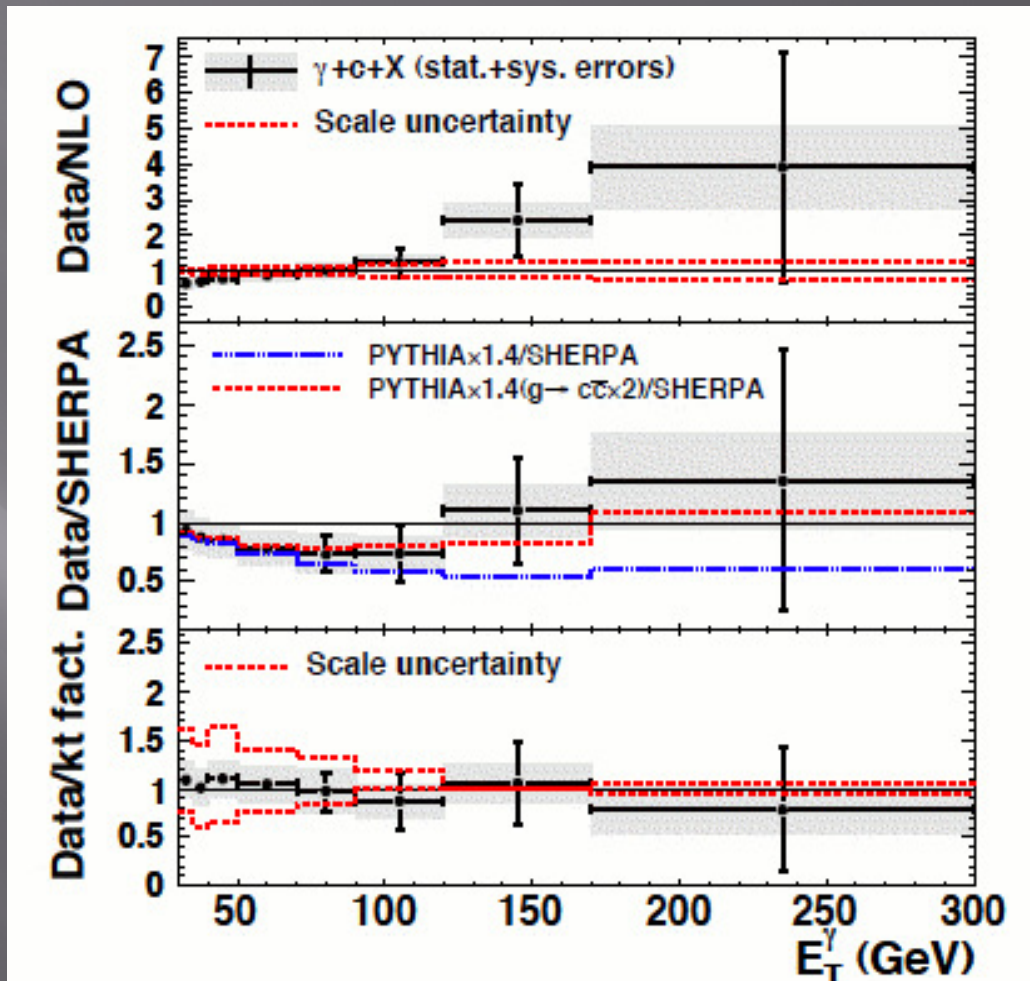 Data/NLO
7
6
5
4
3
2
1
0
γ+c+X (stat.+sys. errors)
Scale uncertainty
Data/SHERPA
2.5
2
1.5
1
0.5
PYTHIA×1.4/SHERPA
PYTHIA×1.4(g→ cc̅×2)/SHERPA
Data/kt fact.
2.5
2
1.5
1
0.5
0
Scale uncertainty
50 100 150 200 250 300
E_T^γ (GeV)